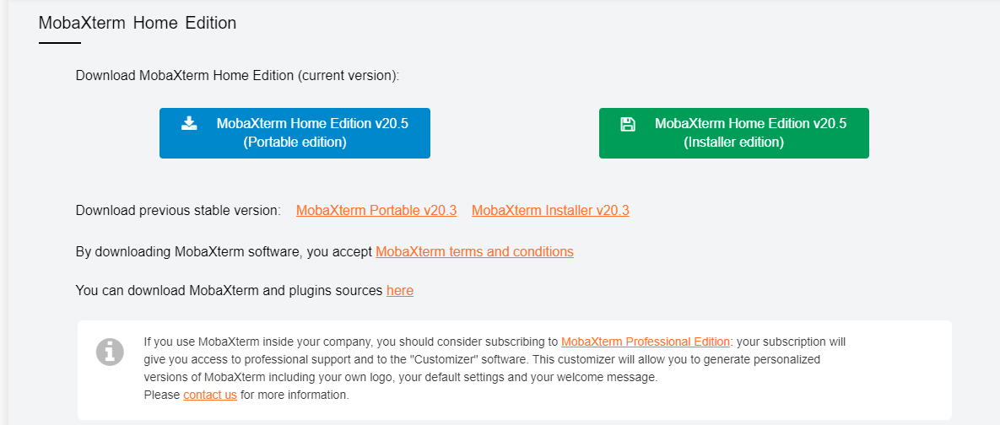 MobaXterm Home Edition
Download MobaXterm Home Edition (current version):
MobaXterm Home Edition v20.5
(Portable edition)
MobaXterm Home Edition v20.5
(Installer edition)
Download previous stable version: MobaXterm Portable v20.3 MobaXterm Installer v20.3
By downloading MobaXterm software, you accept MobaXterm terms and conditions
You can download MobaXterm and plugins sources here
If you use MobaXterm inside your company, you should consider subscribing to MobaXterm Professional Edition: your subscription will
give you access to professional support and to the "Customizer" software. This customizer will allow you to generate personalized
versions of MobaXterm including your own logo, your default settings and your welcome message.
Please contact us for more information.